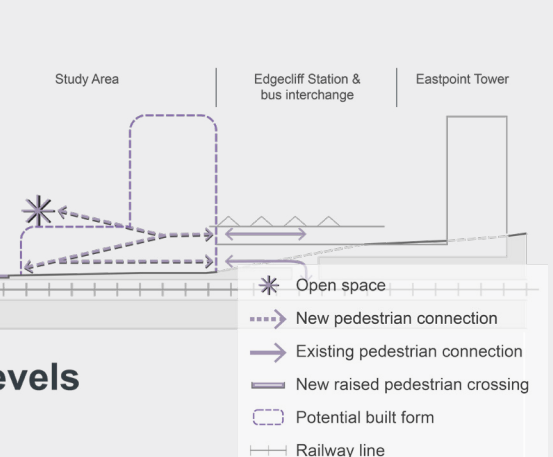 Study Area
Edgecliff Station &
bus interchange
Eastpoint Tower
Open space
New pedestrian connection
Existing pedestrian connection
New raised pedestrian crossing
Potential built form
Railway line
evels